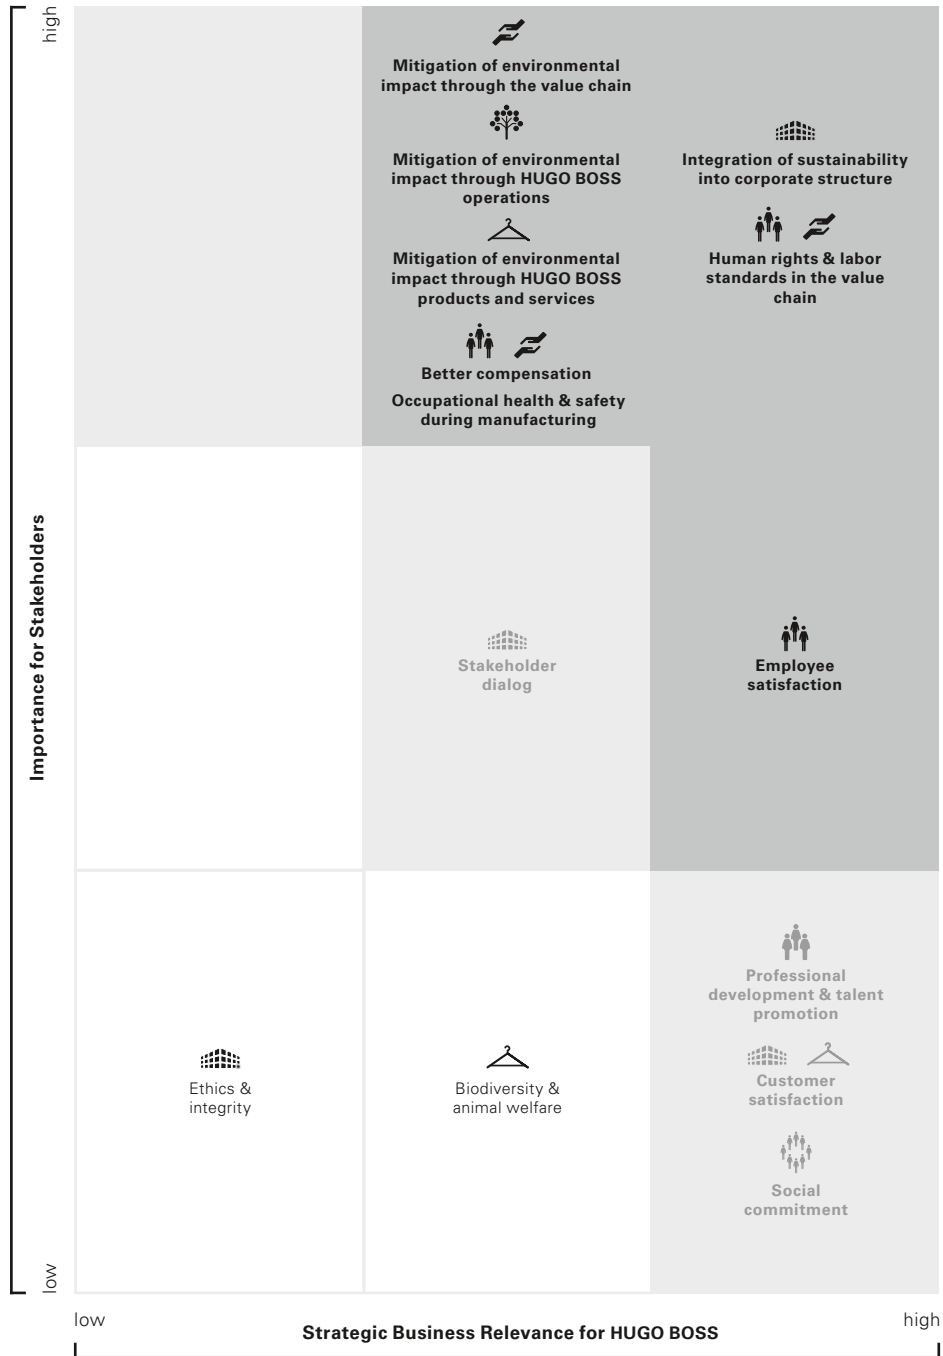 high
Mitigation of environmental
impact through the value chain
Mitigation of environmental
impact through HUGO BOSS
operations
Mitigation of environmental
impact through HUGO BOSS
products and services
Better compensation
Occupational health & safety
during manufacturing
Integration of sustainability
into corporate structure
Human rights & labor
standards in the value
chain
Importance for Stakeholders
Stakeholder
dialog
Employee
satisfaction
Ethics &
integrity
Biodiversity &
animal welfare
Professional
development & talent
promotion
Customer
satisfaction
Social
commitment
low
low
Strategic Business Relevance for HUGO BOSS
high